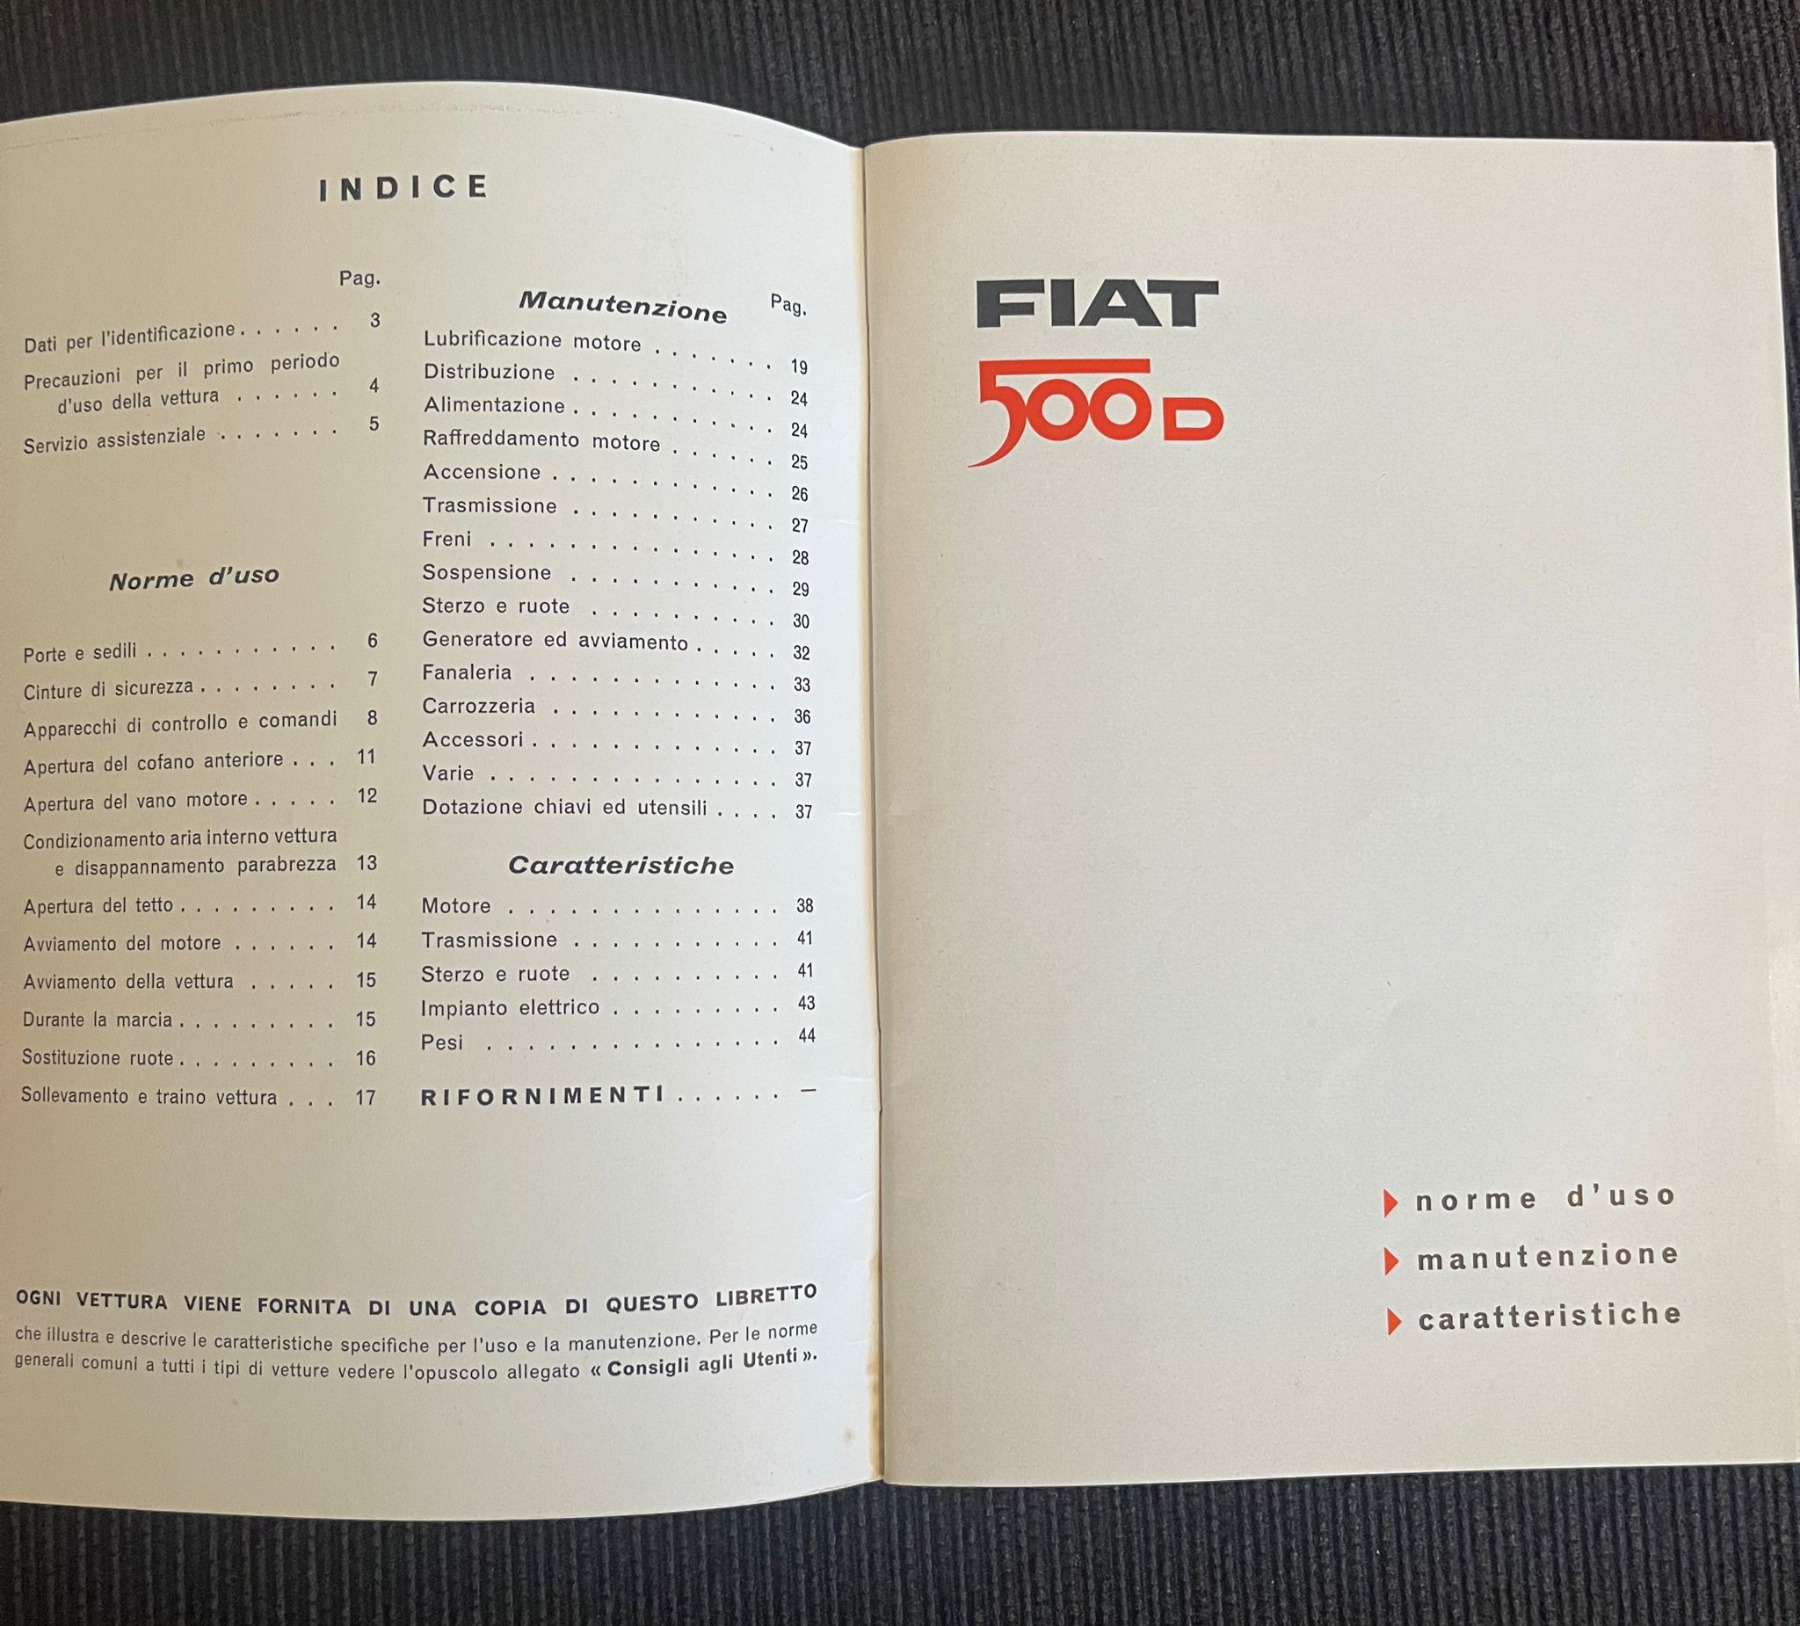 INDICE
Pag.
Dati per l'identificazione . . . . . . 3
Precauzioni per il primo periodo
d'uso della vettura . . . . . . 4
Servizio assistenziale . . . . . . . 5
Norme d'uso
Porte e sedili . . . . . . . . . . . 6
Cinture di sicurezza . . . . . . . . 7
Apparecchi di controllo e comandi 8
Apertura del cofano anteriore . . . 11
Apertura del vano motore . . . . . 12
Condizionamento aria interno vettura
e disappannamento parabrezza 13
Apertura del tetto . . . . . . . . . 14
Avviamento del motore . . . . . . 14
Avviamento della vettura . . . . . 15
Durante la marcia . . . . . . . . . 15
Sostituzione ruote . . . . . . . . . 16
Sollevamento e traino vettura . . . 17
Manutenzione Pag.
Lubrificazione motore . . . . . . . 19
Distribuzione . . . . . . . . . . . 24
Alimentazione . . . . . . . . . . . 24
Raffreddamento motore . . . . . . 25
Accensione . . . . . . . . . . . . 26
Trasmissione . . . . . . . . . . . 27
Freni . . . . . . . . . . . . . . . 28
Sospensione . . . . . . . . . . . 29
Sterzo e ruote . . . . . . . . . . 30
Generatore ed avviamento . . . . . 32
Fanaleria . . . . . . . . . . . . . 33
Carrozzeria . . . . . . . . . . . . 36
Accessori . . . . . . . . . . . . . 37
Varie . . . . . . . . . . . . . . . 37
Dotazione chiavi ed utensili . . . . 37
Caratteristiche
Motore . . . . . . . . . . . . . . 38
Trasmissione . . . . . . . . . . . 41
Sterzo e ruote . . . . . . . . . . 41
Impianto elettrico . . . . . . . . . 43
Pesi . . . . . . . . . . . . . . . 44
RIFORNIMENTI . . . . . . —
OGNI VETTURA VIENE FORNITA DI UNA COPIA DI QUESTO LIBRETTO
che illustra e descrive le caratteristiche specifiche per l'uso e la manutenzione. Per le norme
generali comuni a tutti i tipi di vetture vedere l'opuscolo allegato « Consigli agli Utenti ».
FIAT
500 D
norme d'uso
manutenzione
caratteristiche